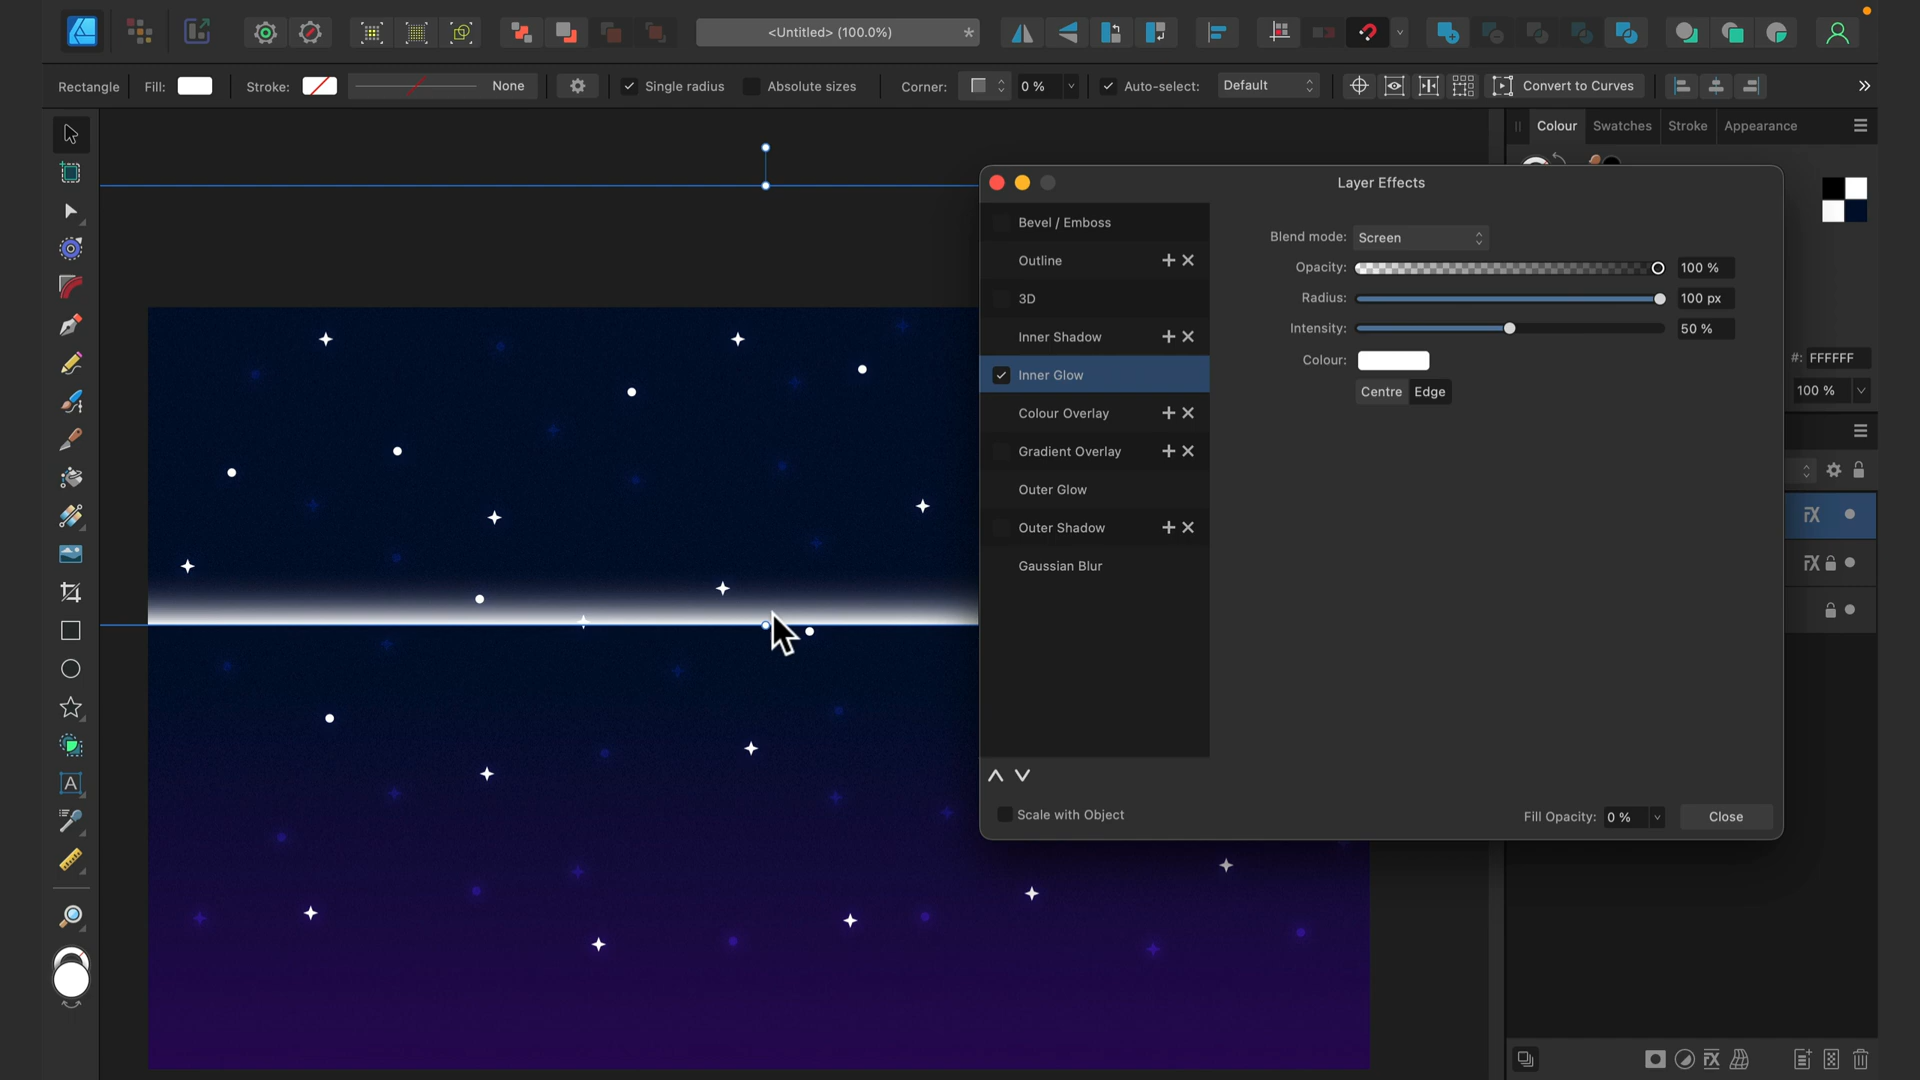 <Untitled> (100.0%)
*
Rectangle
Fill:
Stroke:
None
Single radius
Absolute sizes
Corner:
0 %
Auto-select:
Default
Convert to Curves
Colour
Swatches
Stroke
Appearance
Layer Effects
Bevel / Emboss
Outline
3D
Inner Shadow
Inner Glow
Colour Overlay
Gradient Overlay
Outer Glow
Outer Shadow
Gaussian Blur
Blend mode:
Screen
Opacity:
100 %
Radius:
100 px
Intensity:
50 %
Colour:
Centre
Edge
#: FFFFFF
100 %
Scale with Object
Fill Opacity:
0 %
Close